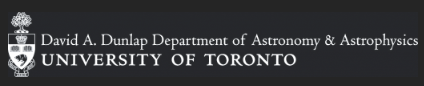 David A. Dunlap Department of Astronomy & Astrophysics
UNIVERSITY OF TORONTO